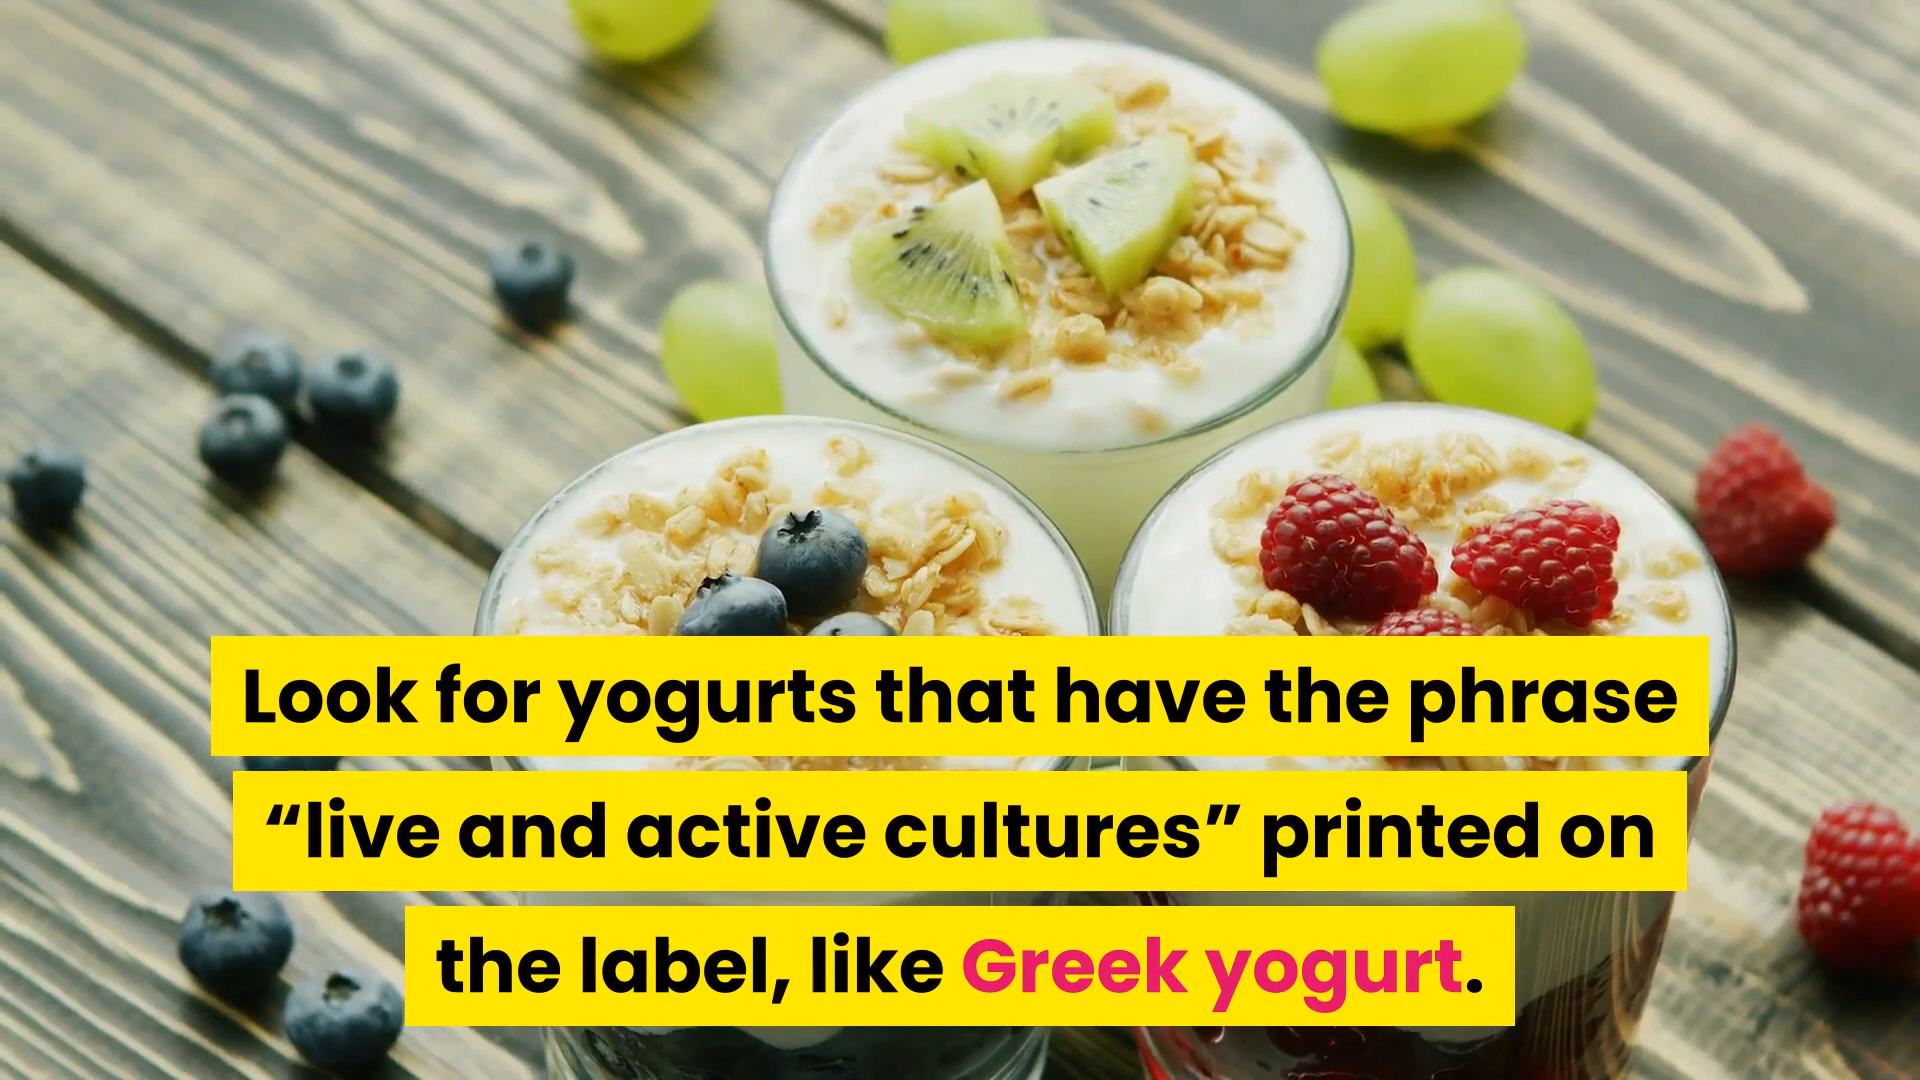 Look for yogurts that have the phrase
“live and active cultures” printed on
the label, like Greek yogurt.